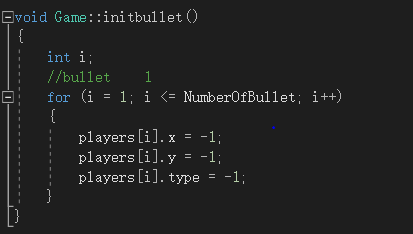 void Game::initbullet()
{
int i;
//bullet 1
for (i = 1; i <= NumberOfBullet; i++)
{
players[i].x = -1;
players[i].y = -1;
players[i].type = -1;
}
}